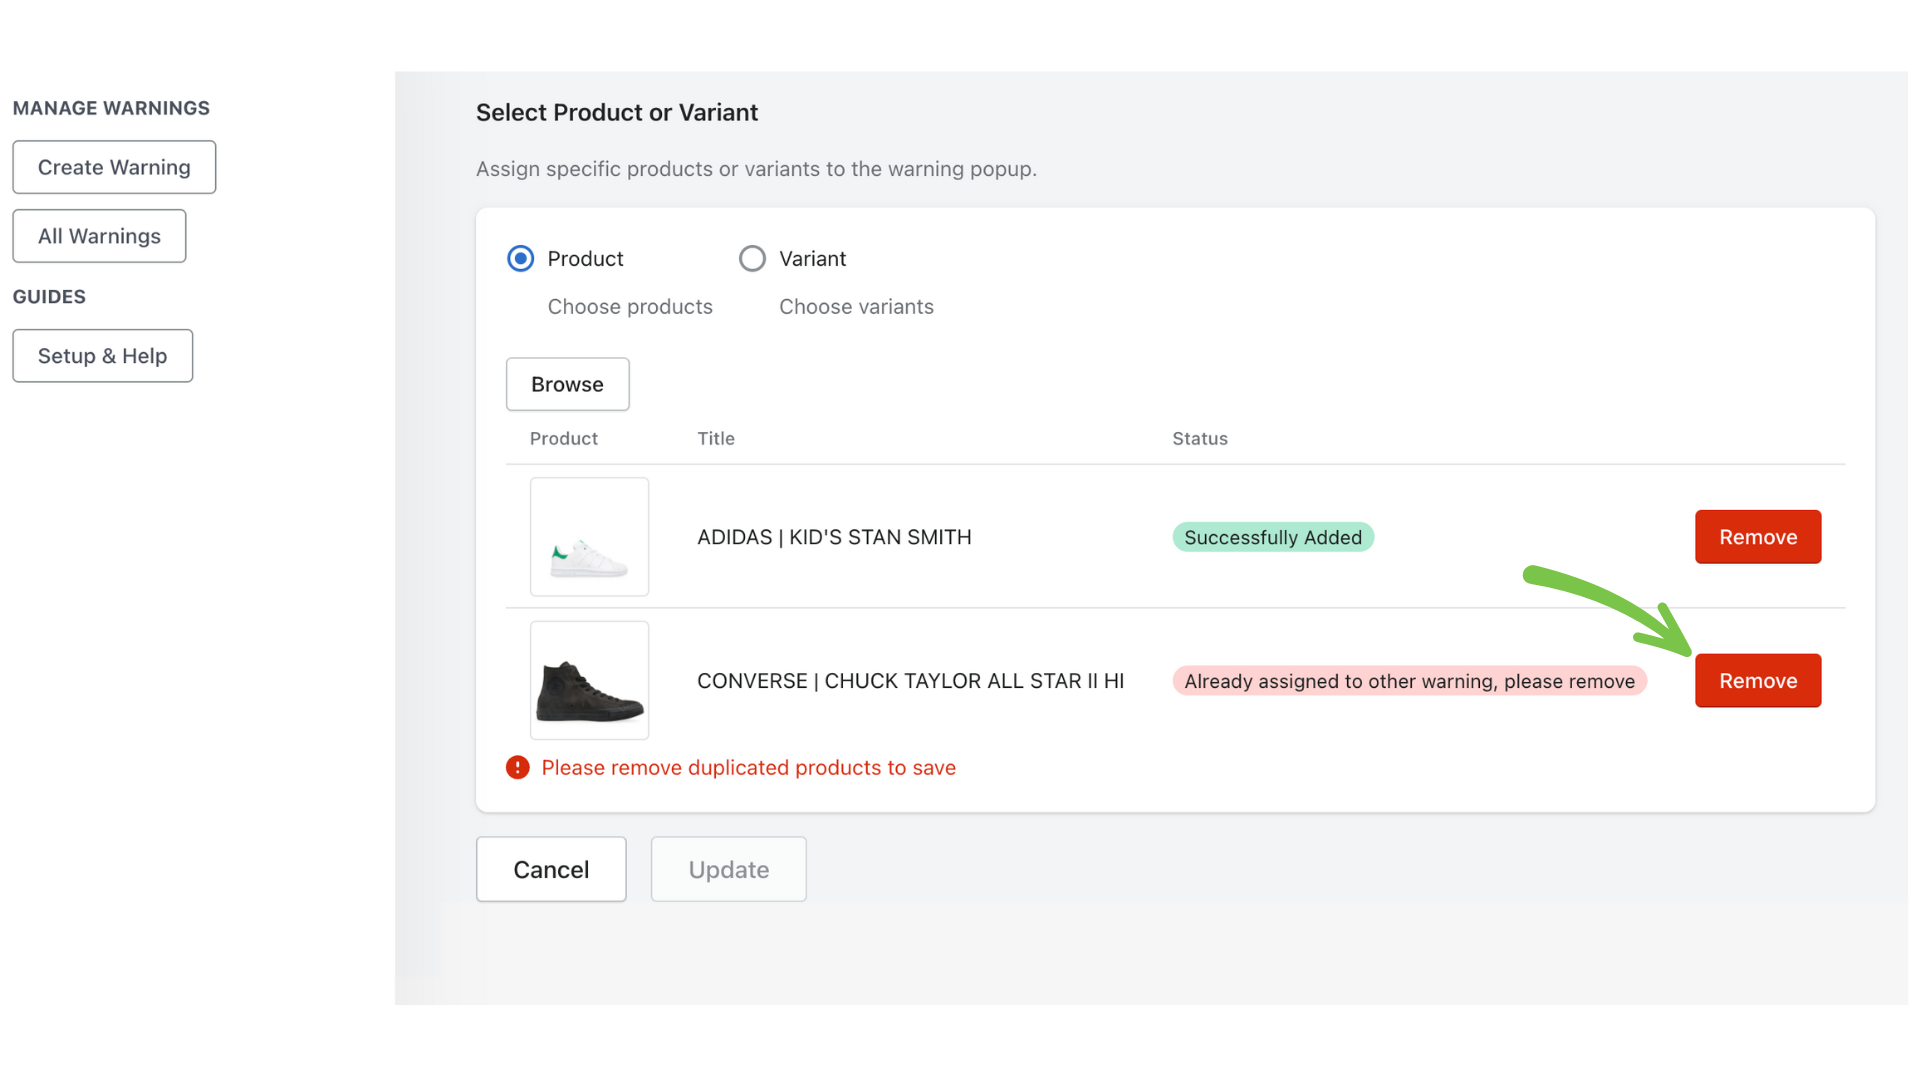 MANAGE WARNINGS
Create Warning
All Warnings
GUIDES
Setup & Help
Select Product or Variant
Assign specific products or variants to the warning popup.
Product
Variant
Choose products
Choose variants
Browse
Product Title Status
ADIDAS | KID'S STAN SMITH Successfully Added Remove
CONVERSE | CHUCK TAYLOR ALL STAR II HI Already assigned to other warning, please remove Remove
Please remove duplicated products to save
Cancel Update